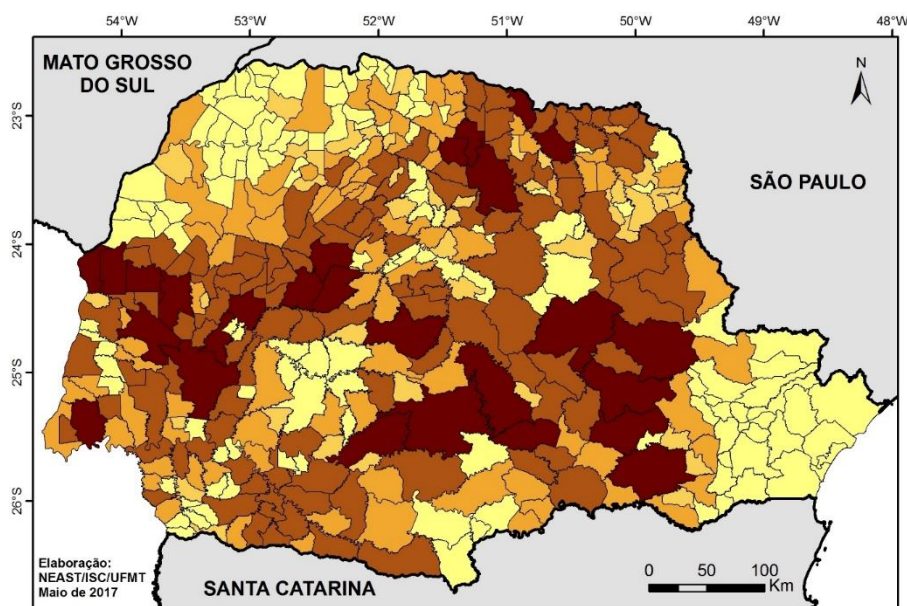 54°W 53°W 52°W 51°W 50°W 49°W 48°W
MATO GROSSO
DO SUL
N
23°S
SÃO PAULO
24°S
25°S
26°S
Elaboração:
NEAST/ISC/UFMT
Maio de 2017
SANTA CATARINA
0 50 100
Km